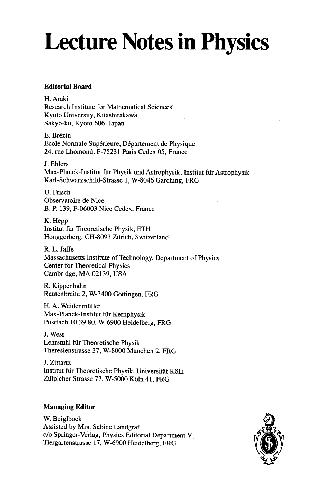 Lecture Notes in Physics
Editorial Board
H. Araki
Research Institute for Mathematical Sciences
Kyoto University, Kitashirakawa
Sakyo-ku, Kyoto 606, Japan
E. Brézin
Ecole Normale Supérieure, Département de Physique
24, rue Lhomond, F-75231 Paris Cedex 05, France
J. Ehlers
Max-Planck-Institut für Physik und Astrophysik, Institut für Astrophysik
Karl-Schwarzschild-Strasse 1, W-8046 Garching, FRG
U. Frisch
Observatoire de Nice
B. P. 139, F-06003 Nice Cedex, France
K. Hepp
Institut für Theoretische Physik, ETH
Hönggerberg, CH-8093 Zürich, Switzerland
R. L. Jaffe
Massachusetts Institute of Technology, Department of Physics
Center for Theoretical Physics
Cambridge, MA 02139, USA
R. Kippenhahn
Rautenbreite 2, W-3400 Göttingen, FRG
H. A. Weidenmüller
Max-Planck-Institut für Kernphysik
Postfach 10 39 80, W-6900 Heidelberg, FRG
J. Wess
Lehrstuhl für Theoretische Physik
Theresienstrasse 37, W-8000 München 2, FRG
J. Zittartz
Institut für Theoretische Physik, Universität Köln
Zülpicher Strasse 77, W-5000 Köln 41, FRG
Managing Editor
W. Beiglböck
Assisted by Mrs. Sabine Landgraf
c/o Springer-Verlag, Physics Editorial Department V
Tiergartenstrasse 17, W-6900 Heidelberg, FRG